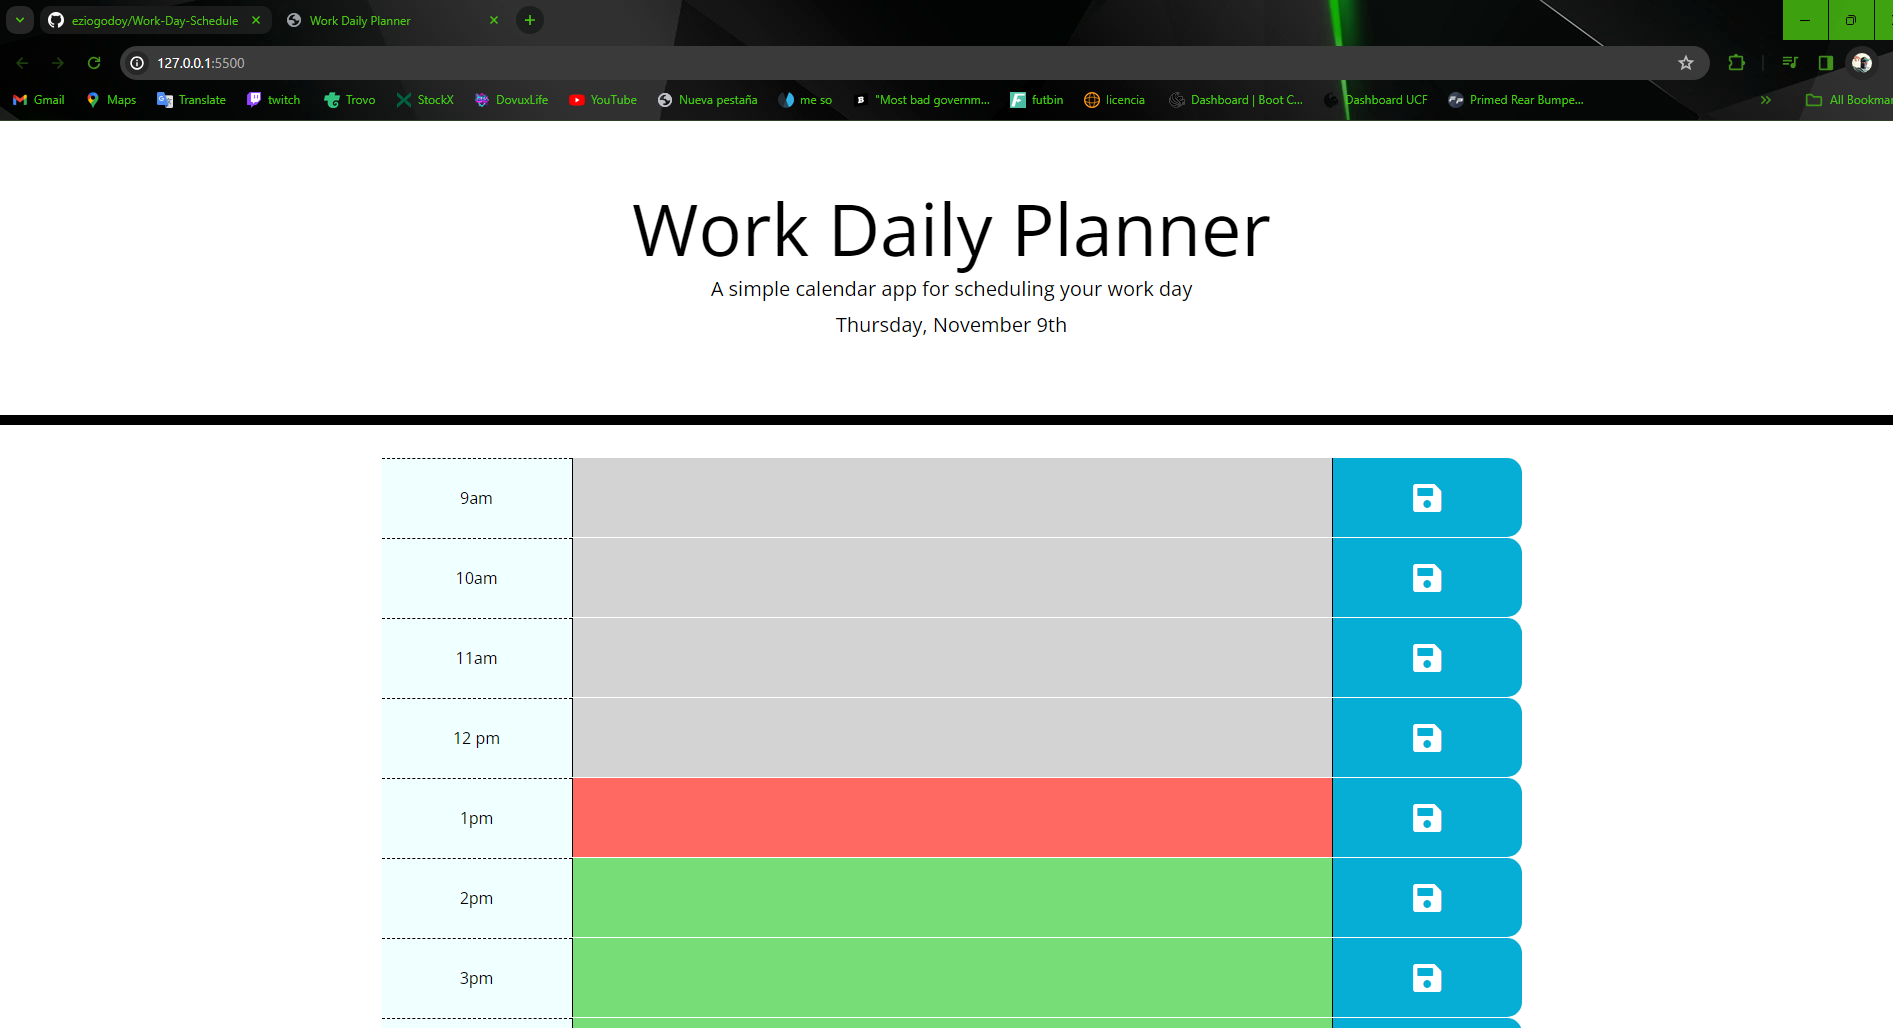 eziogodoy/Work-Day-Schedule
Work Daily Planner
127.0.0.1:5500
Gmail
Maps
Translate
twitch
Trovo
StockX
DovuxLife
YouTube
Nueva pestaña
me so
"Most bad governm...
futbin
licencia
Dashboard | Boot C...
Dashboard UCF
Primed Rear Bumpe...
All Bookmar
Work Daily Planner
A simple calendar app for scheduling your work day
Thursday, November 9th
9am
10am
11am
12 pm
1pm
2pm
3pm